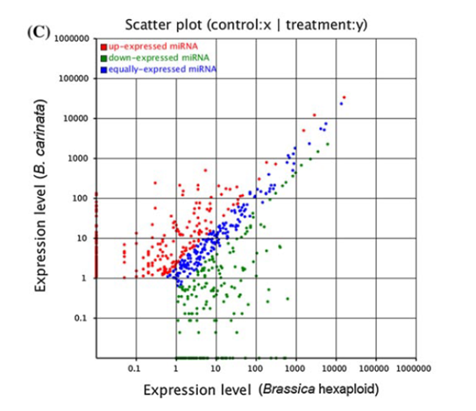 (C)
Scatter plot (control:x | treatment:y)
1000000
up-expressed miRNA
down-expressed miRNA
equally-expressed miRNA
100000
10000
1000
100
10
1
0.1
Expression level (B. carinata)
0.1 1 10 100 1000 10000 100000 1000000
Expression level (Brassica hexaploid)